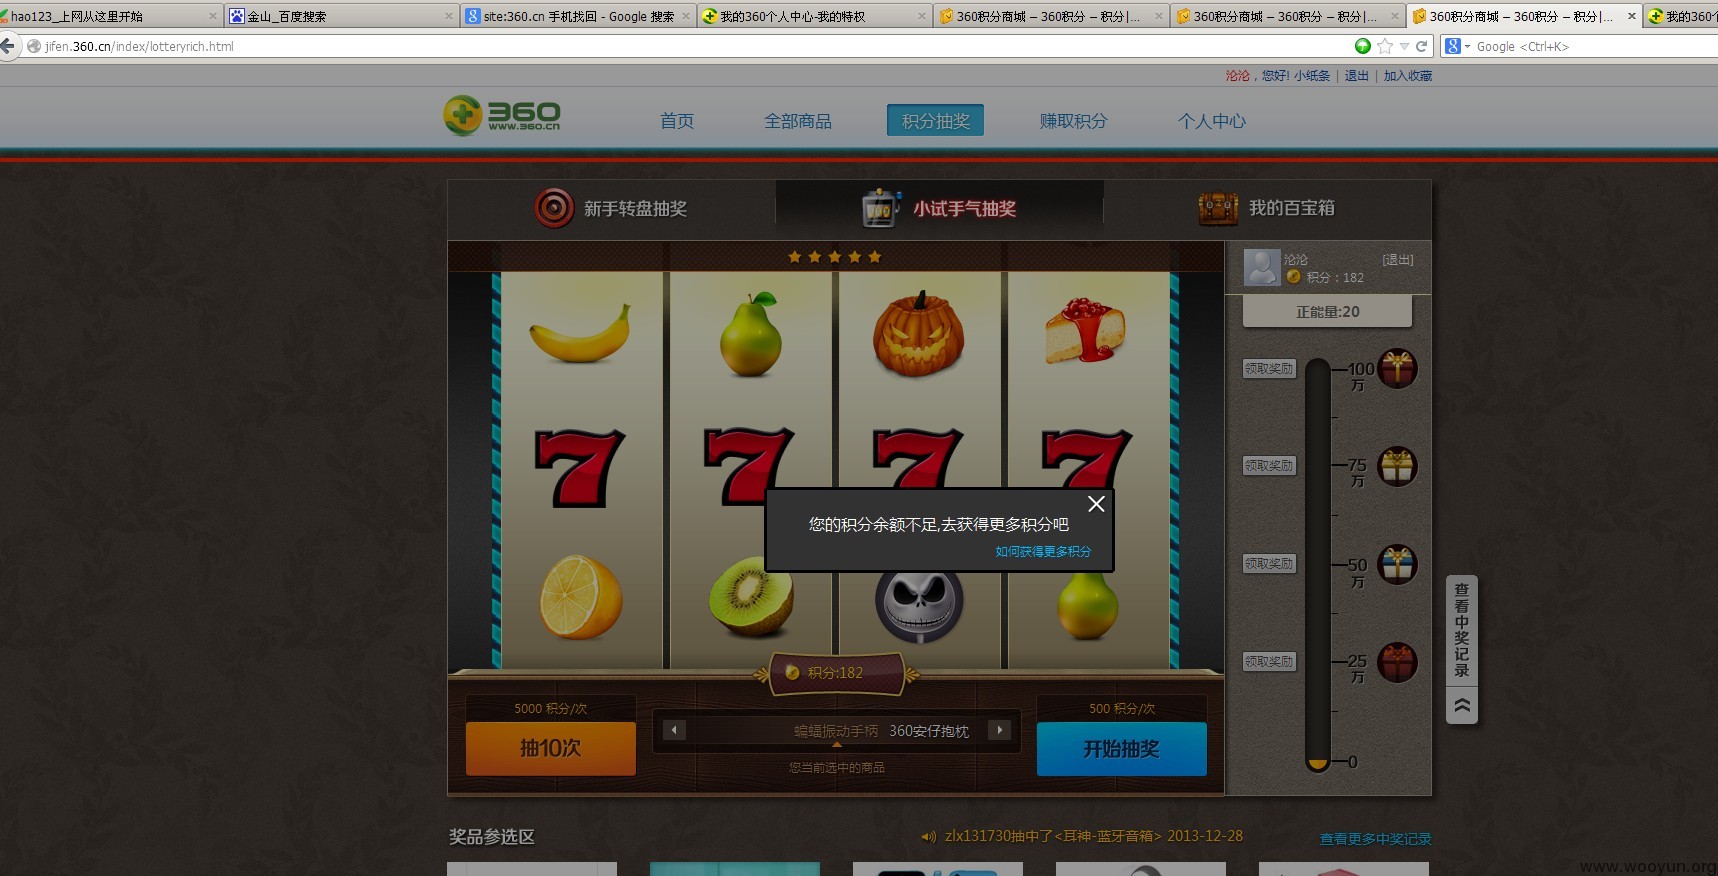 hao123_上网从这里开始
金山_百度搜索
site:360.cn 手机找回 - Google 搜索
我的360个人中心-我的特权
360积分商城 – 360积分 – 积分|...
360积分商城 – 360积分 – 积分|...
360积分商城 – 360积分 – 积分|...
我的360个
jifen.360.cn/index/lotteryrich.html
Google <Ctrl+K>
沦沦，您好! 小纸条 | 退出 | 加入收藏
360
www.360.cn
首页
全部商品
积分抽奖
赚取积分
个人中心
新手转盘抽奖
小试手气抽奖
我的百宝箱
沦沦
[退出]
积分：182
正能量:20
领取奖励
100万
领取奖励
75万
领取奖励
50万
领取奖励
25万
0
您的积分余额不足,去获得更多积分吧
如何获得更多积分
查看中奖记录
积分:182
5000 积分/次
抽10次
蝙蝠振动手柄 360安仔抱枕
您当前选中的商品
500 积分/次
开始抽奖
奖品参选区
zlx131730抽中了<耳神-蓝牙音箱> 2013-12-28
查看更多中奖记录
www.wooyun.org